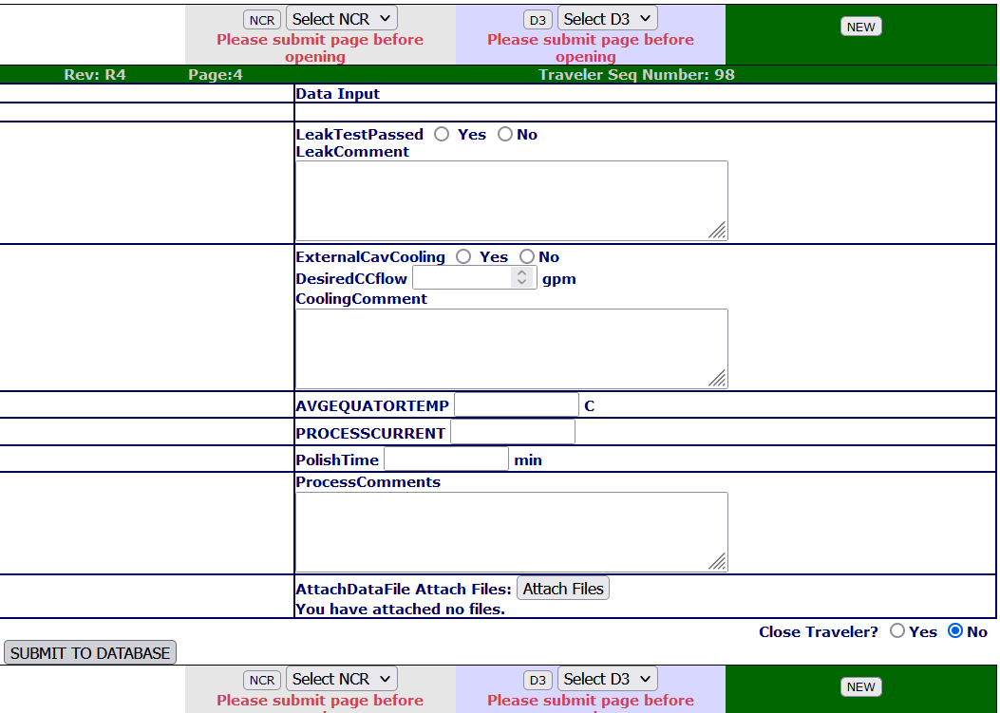 NCR Select NCR D3 Select D3 NEW
Please submit page before Please submit page before
opening opening
Rev: R4 Page:4 Traveler Seq Number: 98
Data Input
LeakTestPassed Yes No
LeakComment
ExternalCavCooling Yes No
DesiredCCflow gpm
CoolingComment
AVGEQUATORTEMP C
PROCESSCURRENT
PolishTime min
ProcessComments
AttachDataFile Attach Files: Attach Files
You have attached no files.
Close Traveler? Yes No
SUBMIT TO DATABASE
NCR Select NCR D3 Select D3 NEW
Please submit page before Please submit page before